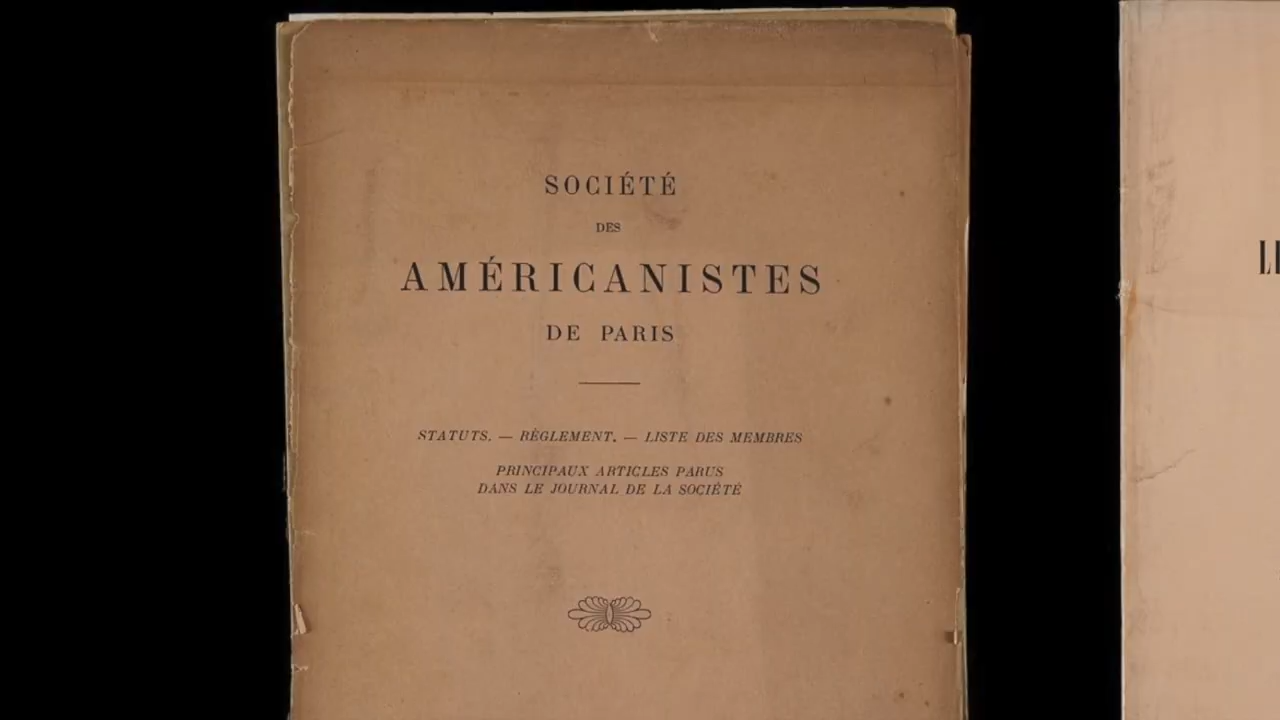 SOCIÉTÉ
DES
AMÉRICANISTES
DE PARIS
STATUTS. — RÈGLEMENT. — LISTE DES MEMBRES
PRINCIPAUX ARTICLES PARUS
DANS LE JOURNAL DE LA SOCIÉTÉ